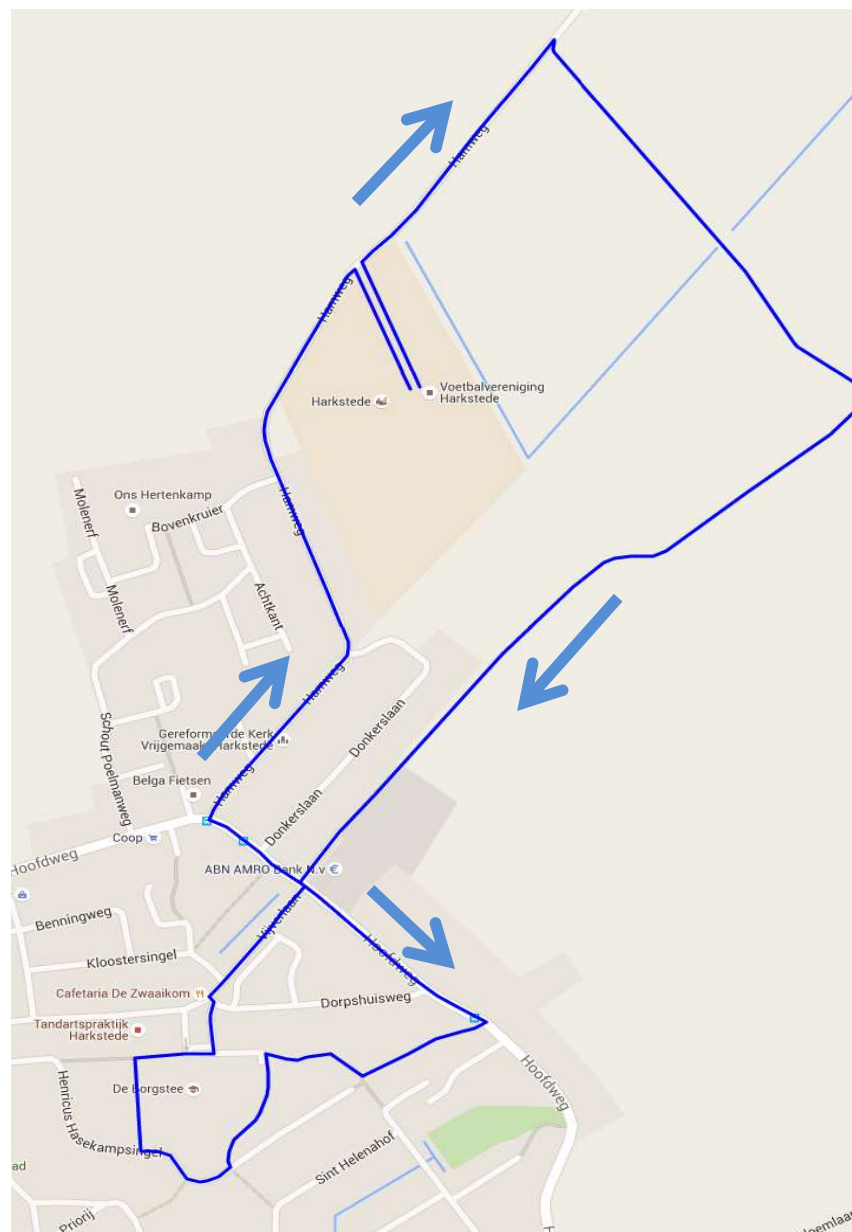 Hamweg
Hamweg
Voetbalvereniging
Harkstede
Harkstede
Ons Hertenkamp
Molenerf
Bovenkruier
Hamweg
Molenerf
Achtkant
Hamweg
Donkerslaan
Schout Poelmanweg
Gereformeerde Kerk
Vrijgemaakt Harkstede
Belga Fietsen
Hamweg
Donkerslaan
Coop
Hoofdweg
ABN AMRO Bank N.v
Benningweg
Vijverlaan
Kloostersingel
Hoofdweg
Cafetaria De Zwaaikom
Dorpshuisweg
Tandartspraktijk
Harkstede
Hoofdweg
De Borgstee
Henricus Hasekampsingel
Sint Helenahof
ad
Priorij
H